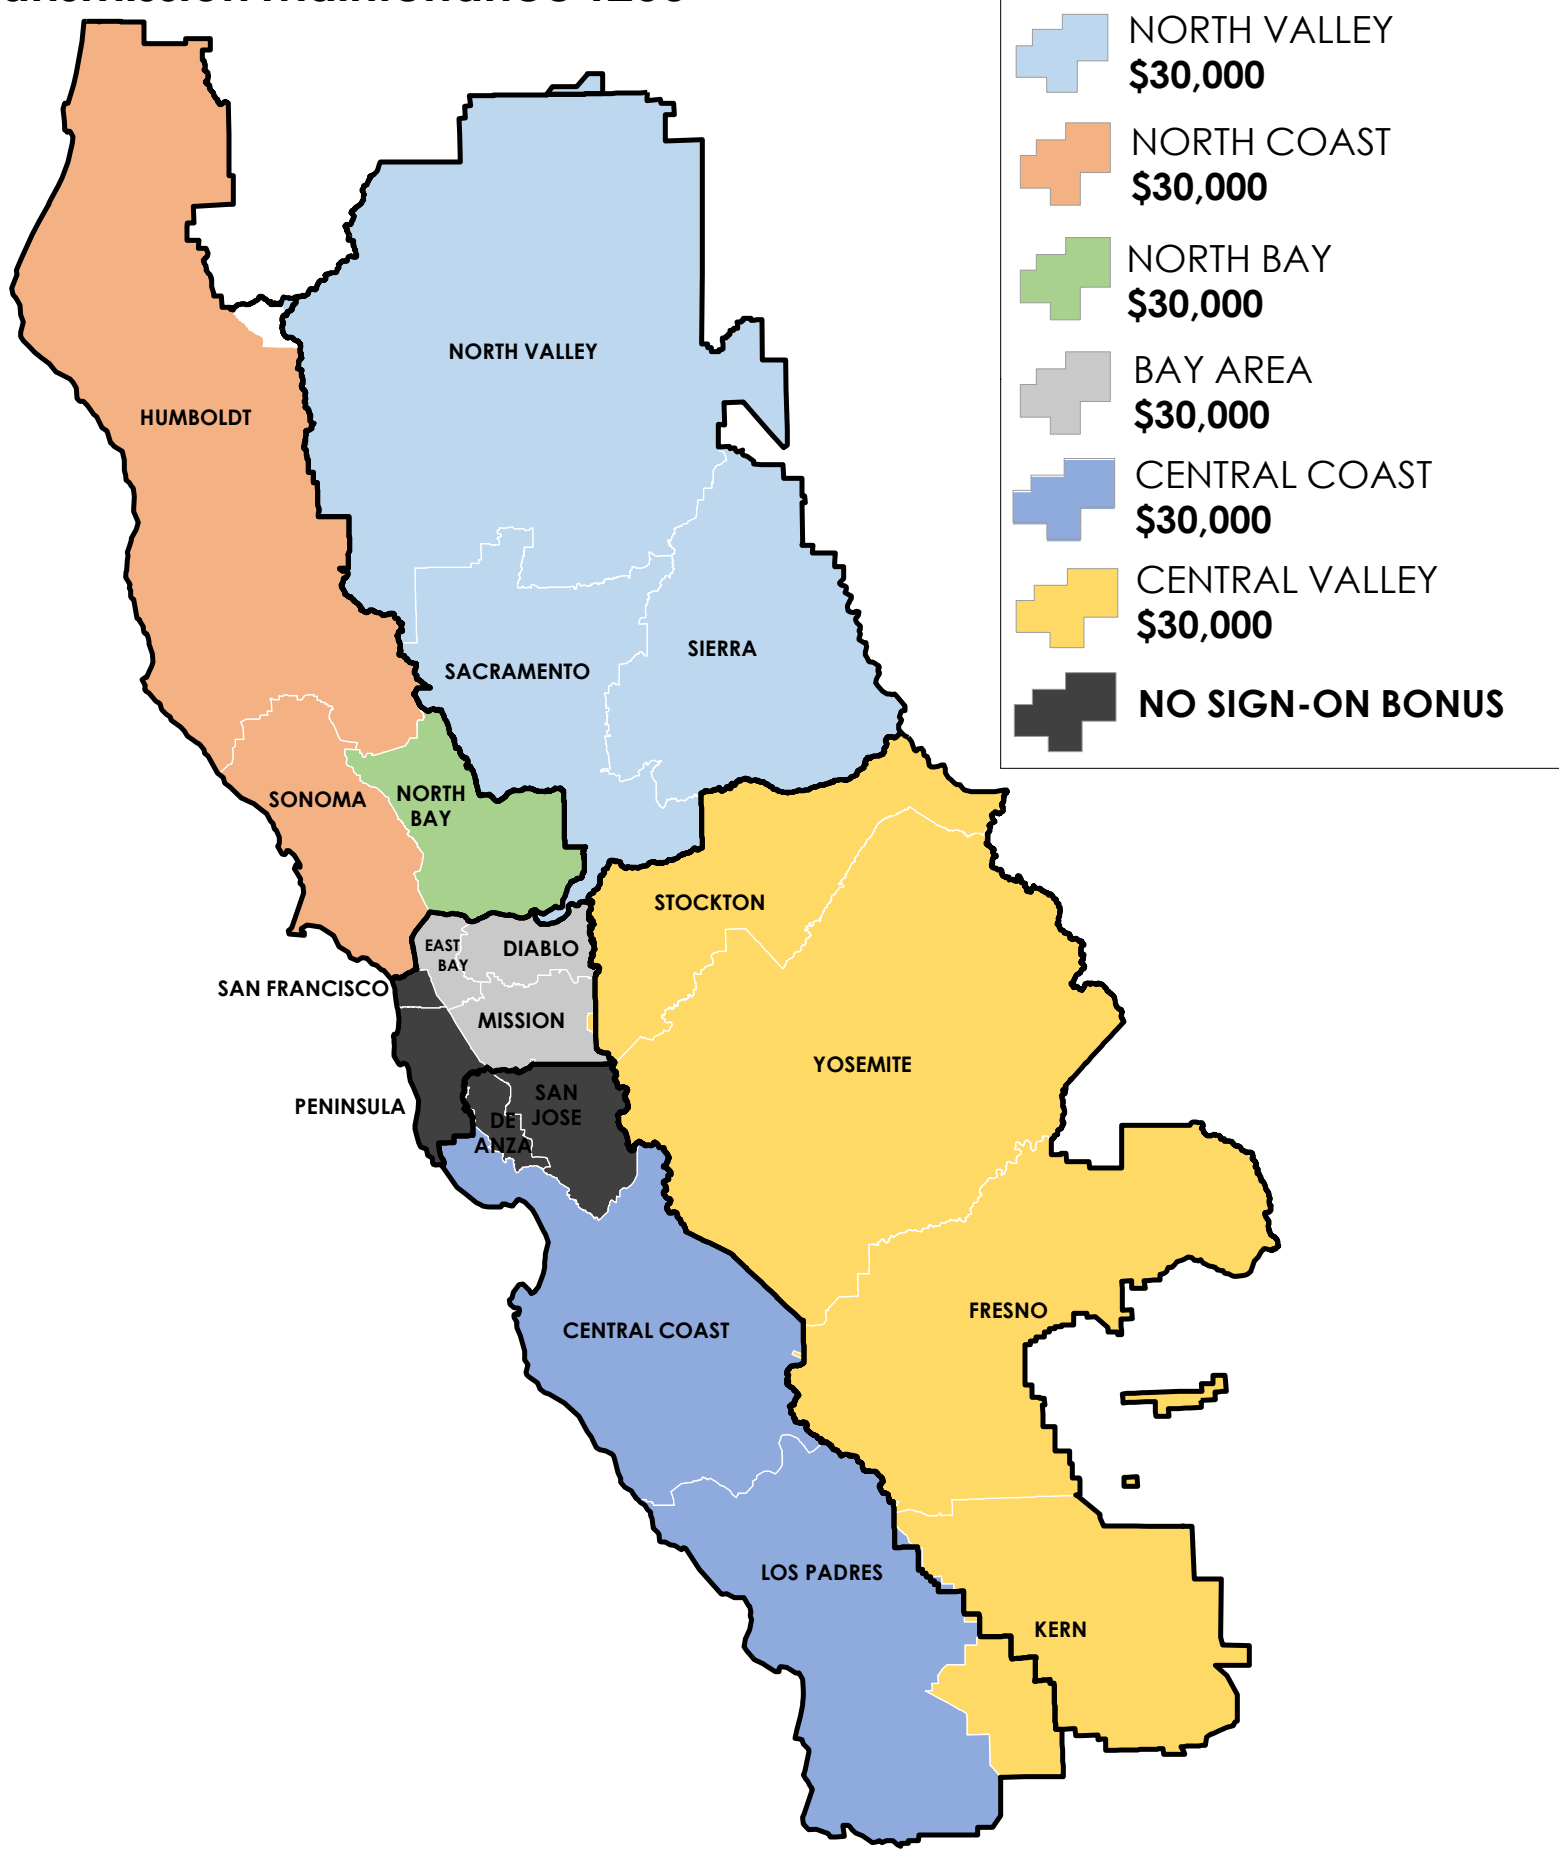 NORTH VALLEY
$30,000
NORTH COAST
$30,000
NORTH BAY
$30,000
BAY AREA
$30,000
CENTRAL COAST
$30,000
CENTRAL VALLEY
$30,000
NO SIGN-ON BONUS
NORTH VALLEY
HUMBOLDT
SIERRA
SACRAMENTO
SONOMA
NORTH
BAY
STOCKTON
EAST
BAY
DIABLO
SAN FRANCISCO
MISSION
YOSEMITE
PENINSULA
SAN
JOSE
DE
ANZA
FRESNO
CENTRAL COAST
LOS PADRES
KERN